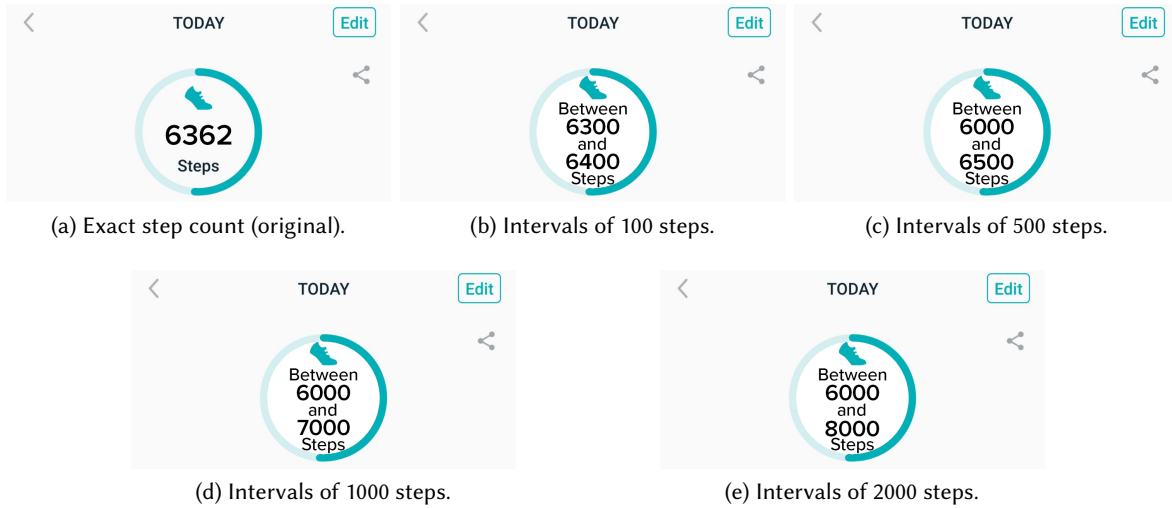 TODAY
Edit
6362
Steps
(a) Exact step count (original).
TODAY
Edit
Between
6300
and
6400
Steps
(b) Intervals of 100 steps.
TODAY
Edit
Between
6000
and
6500
Steps
(c) Intervals of 500 steps.
TODAY
Edit
Between
6000
and
7000
Steps
(d) Intervals of 1000 steps.
TODAY
Edit
Between
6000
and
8000
Steps
(e) Intervals of 2000 steps.